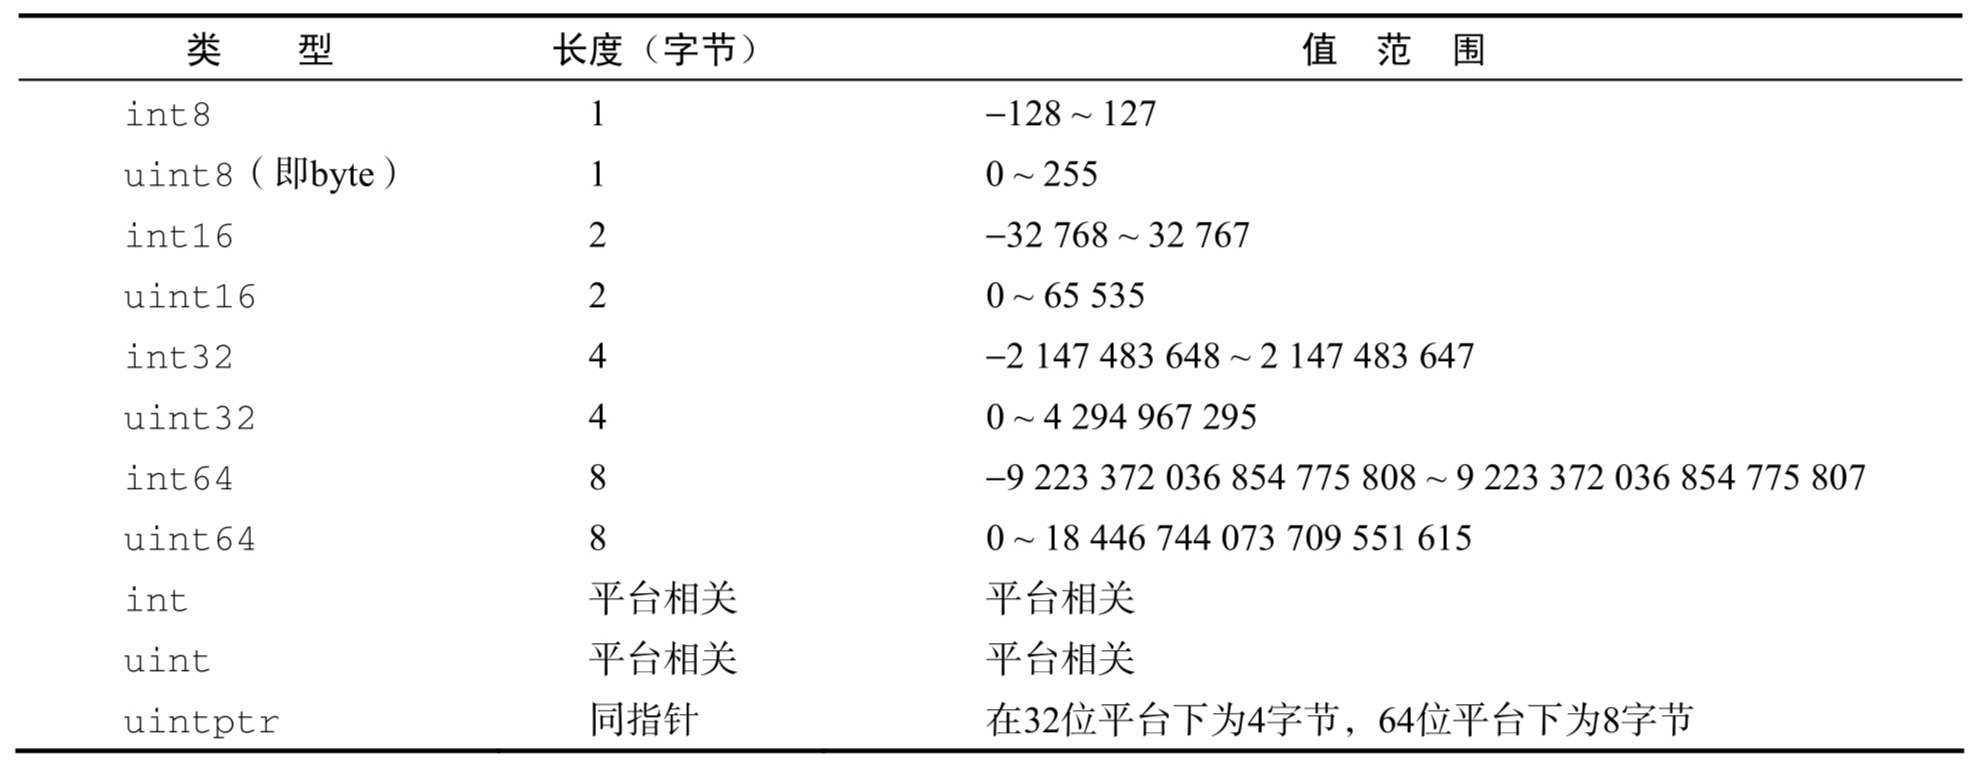 类 型 长度（字节） 值 范 围
int8 1 –128 ~ 127
uint8（即byte） 1 0 ~ 255
int16 2 –32 768 ~ 32 767
uint16 2 0 ~ 65 535
int32 4 –2 147 483 648 ~ 2 147 483 647
uint32 4 0 ~ 4 294 967 295
int64 8 –9 223 372 036 854 775 808 ~ 9 223 372 036 854 775 807
uint64 8 0 ~ 18 446 744 073 709 551 615
int 平台相关 平台相关
uint 平台相关 平台相关
uintptr 同指针 在32位平台下为4字节，64位平台下为8字节